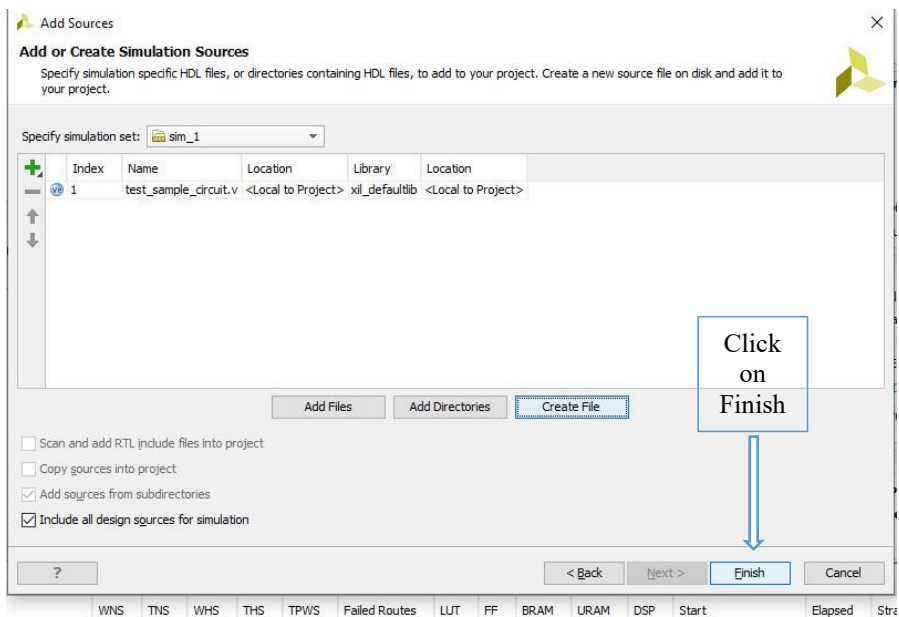 Add Sources
Add or Create Simulation Sources
Specify simulation specific HDL files, or directories containing HDL files, to add to your project. Create a new source file on disk and add it to
your project.
Specify simulation set: sim_1
Index Name Location Library Location
1 test_sample_circuit.v <Local to Project> xil_defaultlib <Local to Project>
Click
on
Finish
Add Files Add Directories Create File
Scan and add RTL include files into project
Copy sources into project
Add sources from subdirectories
Include all design sources for simulation
? < Back Next > Finish Cancel
WNS TNS WHS THS TPWS Failed Routes LUT FF BRAM URAM DSP Start Elapsed